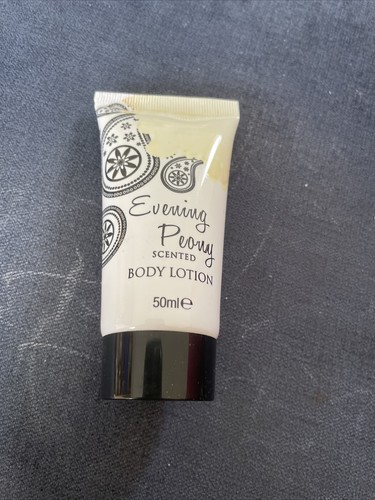 Evening
Peony
SCENTED
BODY LOTION
50ml℮